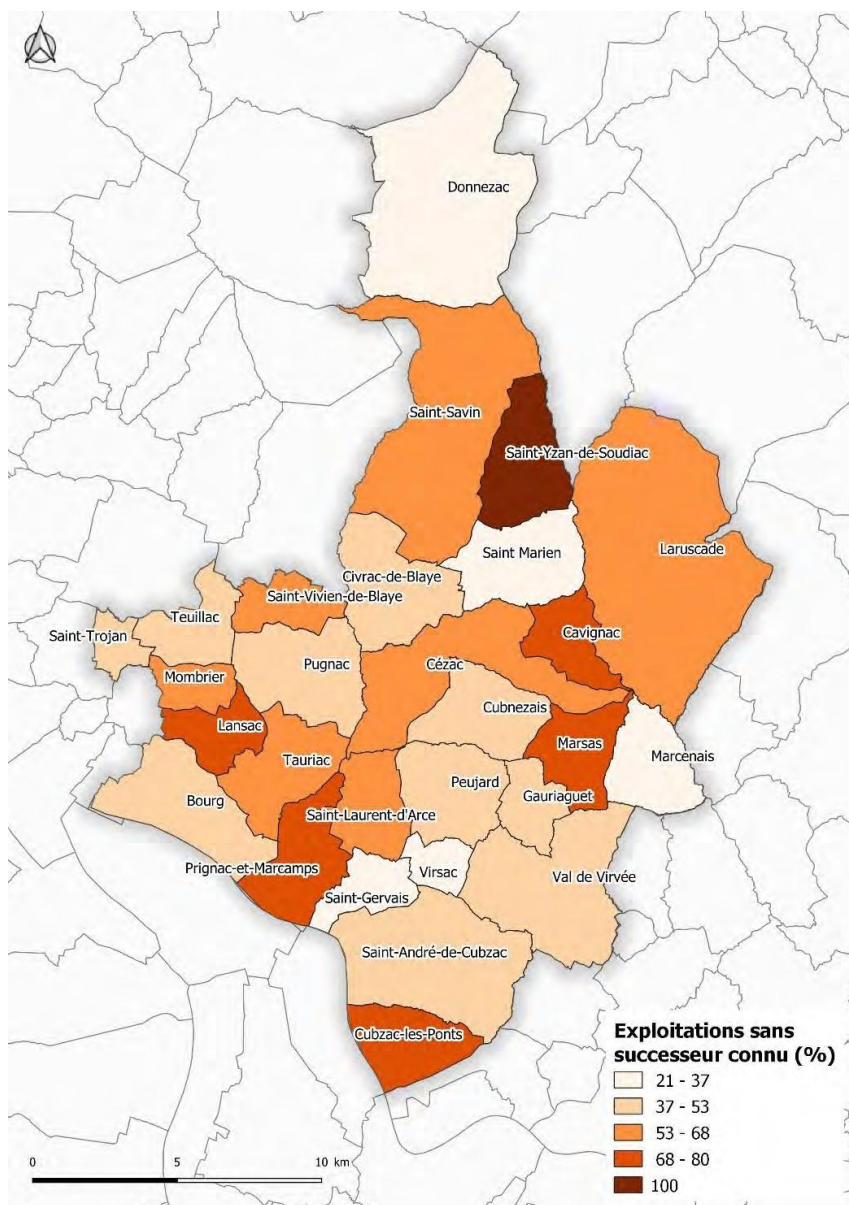 Donnezac
Saint-Savin
Saint-Yzan-de-Soudiac
Saint Marien
Laruscade
Civrac-de-Blaye
Saint-Vivien-de-Blaye
Teuillac
Saint-Trojan
Cavignac
Pugnac
Cézac
Mombrier
Cubnezais
Lansac
Marsas
Marcenais
Tauriac
Peujard
Gauriaguet
Bourg
Saint-Laurent-d'Arce
Prignac-et-Marcamps
Virsac
Val de Virvée
Saint-Gervais
Saint-André-de-Cubzac
Cubzac-les-Ponts
Exploitations sans
successeur connu (%)
21 - 37
37 - 53
53 - 68
68 - 80
100
0 5 10 km